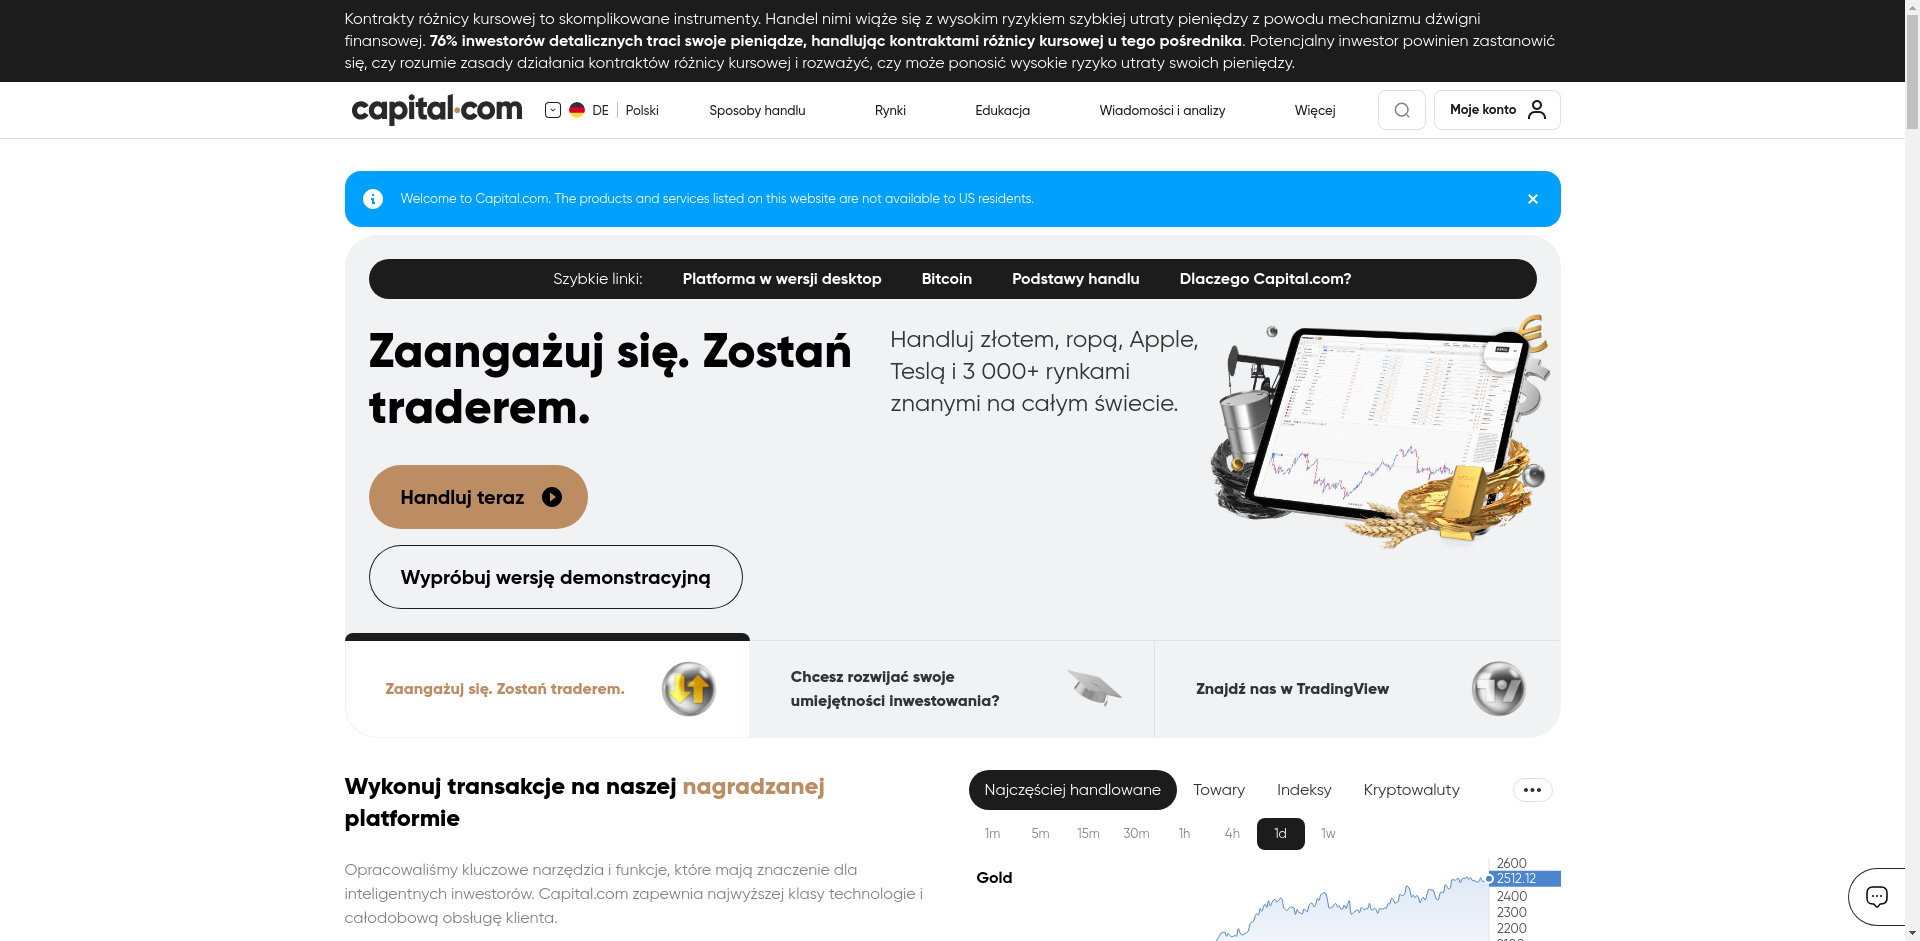 Kontrakty różnicy kursowej to skomplikowane instrumenty. Handel nimi wiąże się z wysokim ryzykiem szybkiej utraty pieniędzy z powodu mechanizmu dźwigni
finansowej. 76% inwestorów detalicznych traci swoje pieniądze, handlując kontraktami różnicy kursowej u tego pośrednika. Potencjalny inwestor powinien zastanowić
się, czy rozumie zasady działania kontraktów różnicy kursowej i rozważyć, czy może ponosić wysokie ryzyko utraty swoich pieniędzy.
capital.com DE Polski Sposoby handlu Rynki Edukacja Wiadomości i analizy Więcej Moje konto
Welcome to Capital.com. The products and services listed on this website are not available to US residents.
Szybkie linki: Platforma w wersji desktop Bitcoin Podstawy handlu Dlaczego Capital.com?
Zaangażuj się. Zostań
traderem.
Handluj złotem, ropą, Apple,
Teslą i 3 000+ rynkami
znanymi na całym świecie.
Handluj teraz
Wypróbuj wersję demonstracyjną
Zaangażuj się. Zostań traderem.
Chcesz rozwijać swoje
umiejętności inwestowania?
Znajdź nas w TradingView
Wykonuj transakcje na naszej nagradzanej
platformie
Opracowaliśmy kluczowe narzędzia i funkcje, które mają znaczenie dla
inteligentnych inwestorów. Capital.com zapewnia najwyższej klasy technologie i
całodobową obsługę klienta.
Najczęściej handlowane Towary Indeksy Kryptowaluty
1m 5m 15m 30m 1h 4h 1d 1w
Gold
2600
2512.12
2400
2300
2200